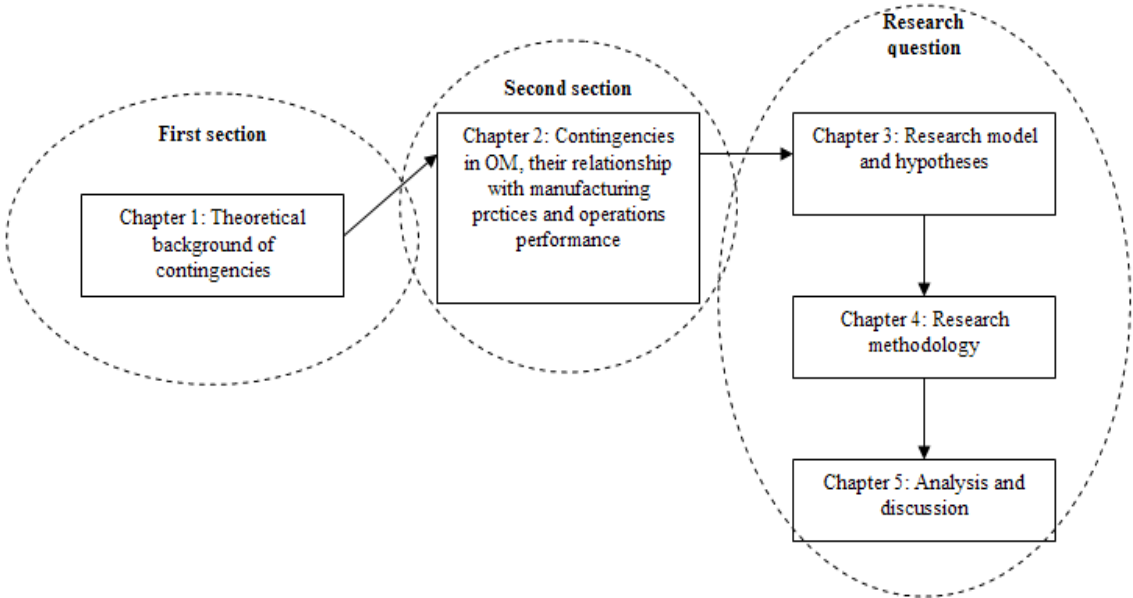 First section
Chapter 1: Theoretical
background of
contingencies
Second section
Chapter 2: Contingencies
in OM, their relationship
with manufacturing
prctices and operations
performance
Research
question
Chapter 3: Research model
and hypotheses
Chapter 4: Research
methodology
Chapter 5: Analysis and
discussion